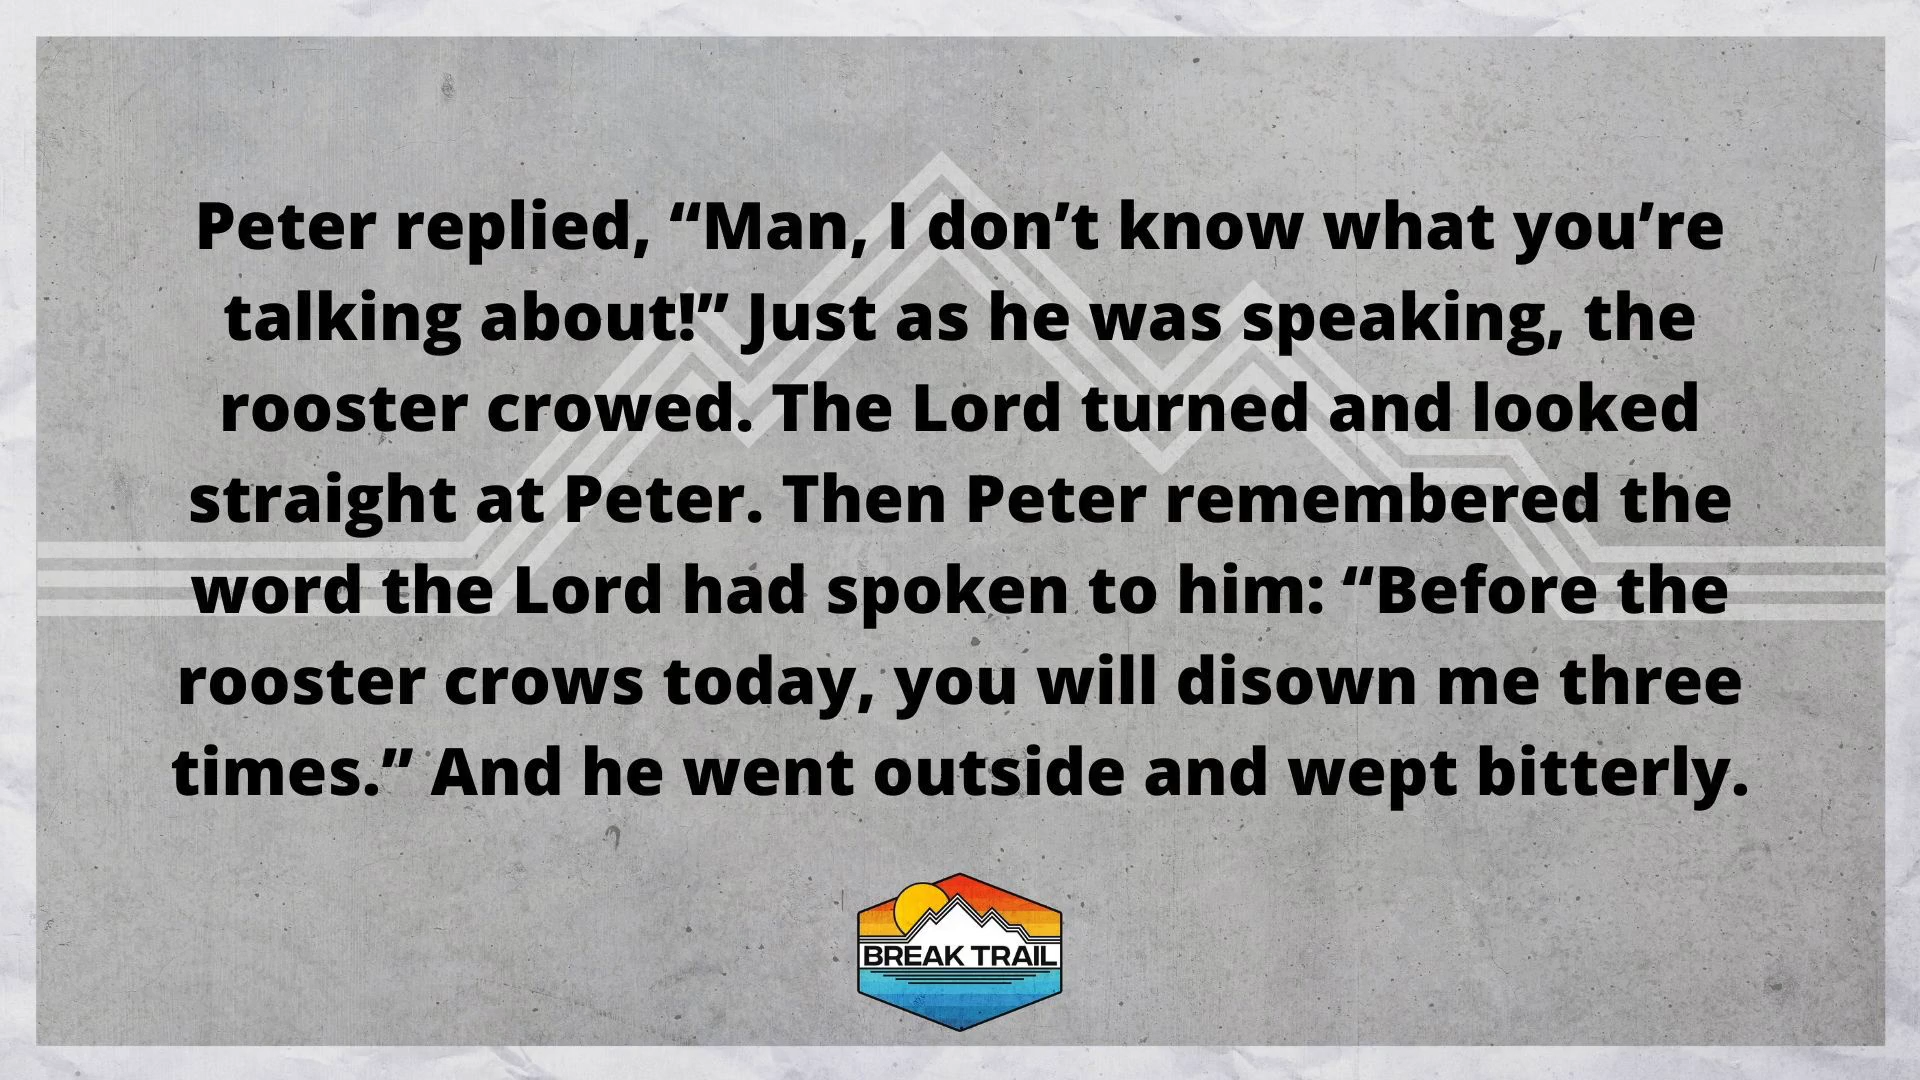 Peter replied, “Man, I don’t know what you’re
talking about!” Just as he was speaking, the
rooster crowed. The Lord turned and looked
straight at Peter. Then Peter remembered the
word the Lord had spoken to him: “Before the
rooster crows today, you will disown me three
times.” And he went outside and wept bitterly.
BREAK TRAIL